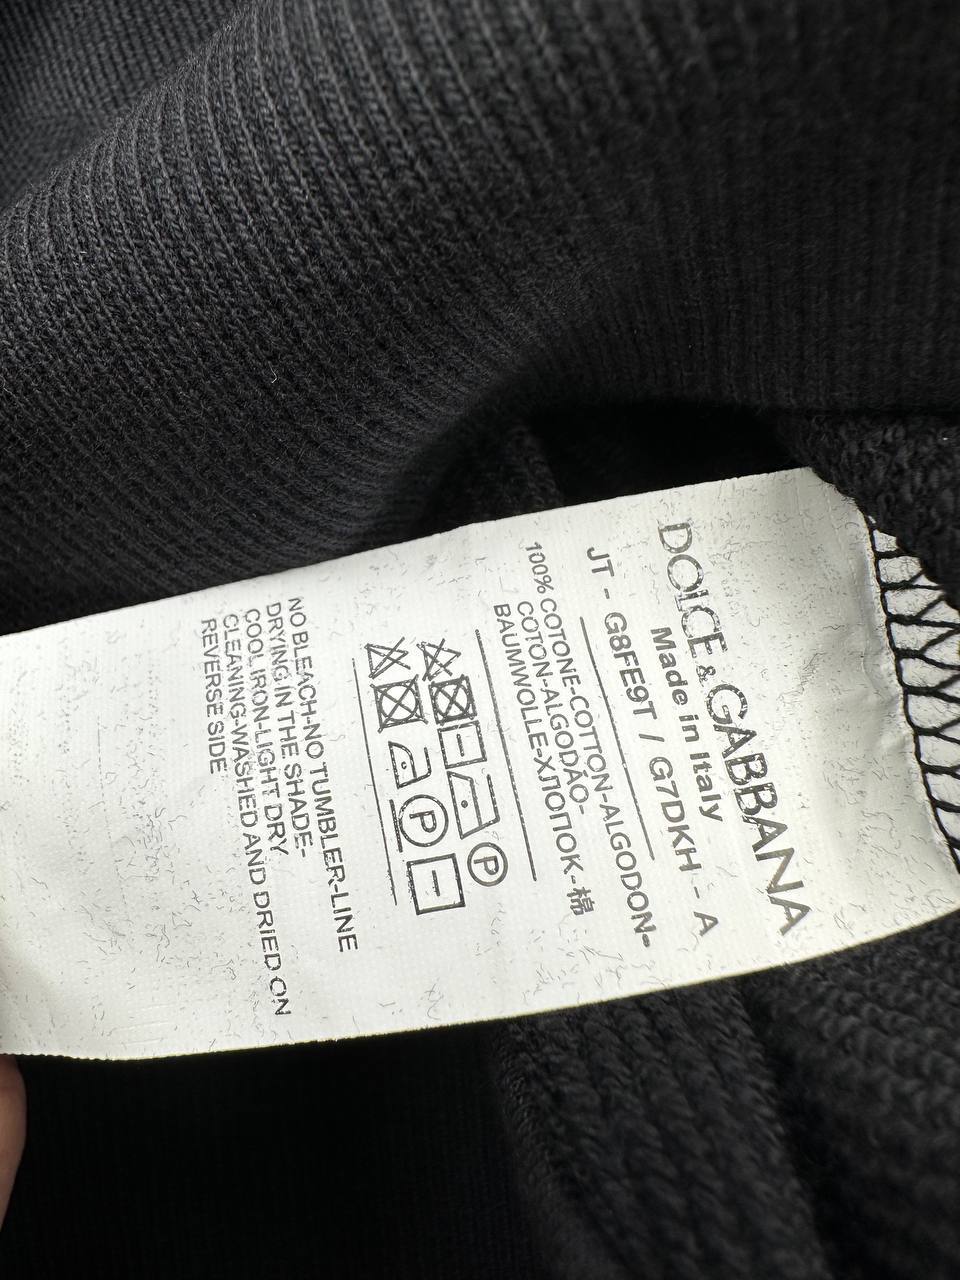 DOLCE & GABBANA
Made in Italy
JT - G8FE9T / G7DKH - A
100% COTONE-COTTON-ALGODON-
COTON-ALGODÃO-
BAUMWOLLE-ХЛОПОК-棉
P
P
NO BLEACH-NO TUMBLER-LINE
DRYING IN THE SHADE-
COOL IRON-LIGHT DRY
CLEANING-WASHED AND DRIED ON
REVERSE SIDE